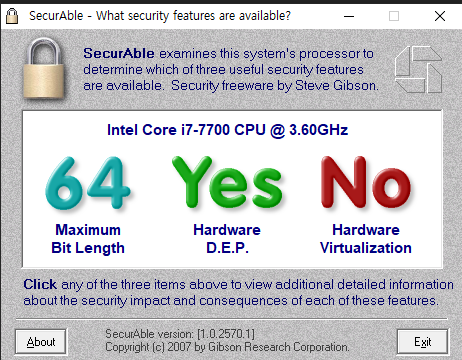 SecurAble - What security features are available?
SecurAble examines this system's processor to
determine which of three useful security features
are available. Security freeware by Steve Gibson.
Intel Core i7-7700 CPU @ 3.60GHz
64 Yes No
Maximum Hardware Hardware
Bit Length D.E.P. Virtualization
Click any of the three items above to view additional detailed information
about the security impact and consequences of each of these features.
About
SecurAble version: [1.0.2570.1]
Copyright (c) 2007 by Gibson Research Corporation.
Exit